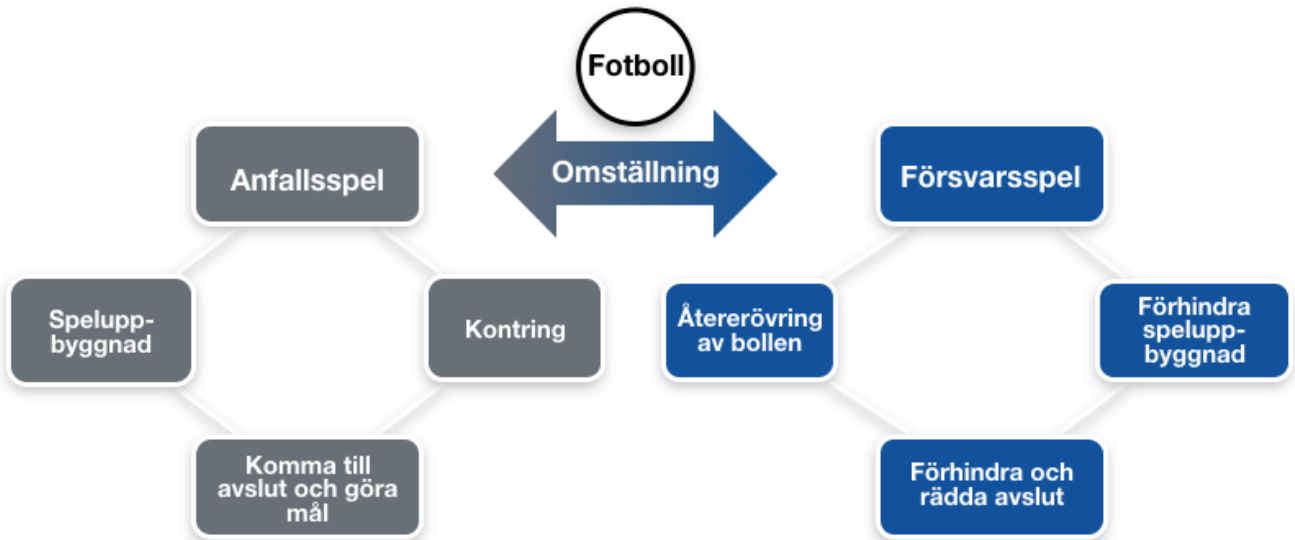 Fotboll
Anfallsspel
Omställning
Försvarsspel
Spelupp-
byggnad
Kontring
Återerövring
av bollen
Förhindra
spelupp-
byggnad
Komma till
avslut och göra
mål
Förhindra och
rädda avslut